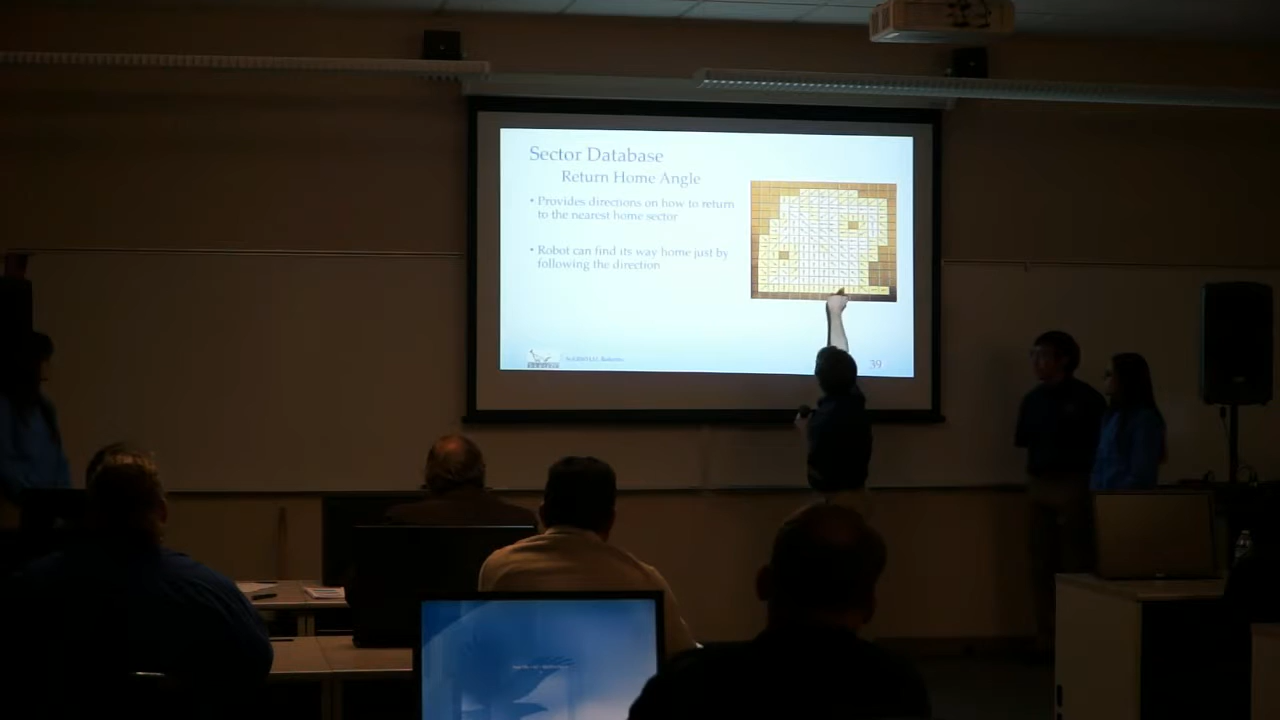 Sector Database
Return Home Angle
• Provides directions on how to return
to the nearest home sector
• Robot can find its way home just by
following the direction
39